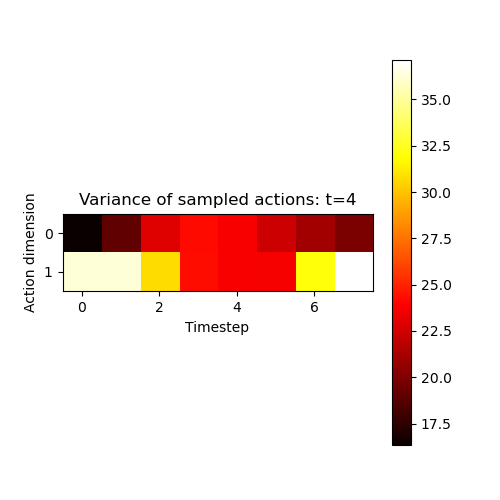 Variance of sampled actions: t=4
Action dimension
0
1
0 2 4 6
Timestep
35.0
32.5
30.0
27.5
25.0
22.5
20.0
17.5